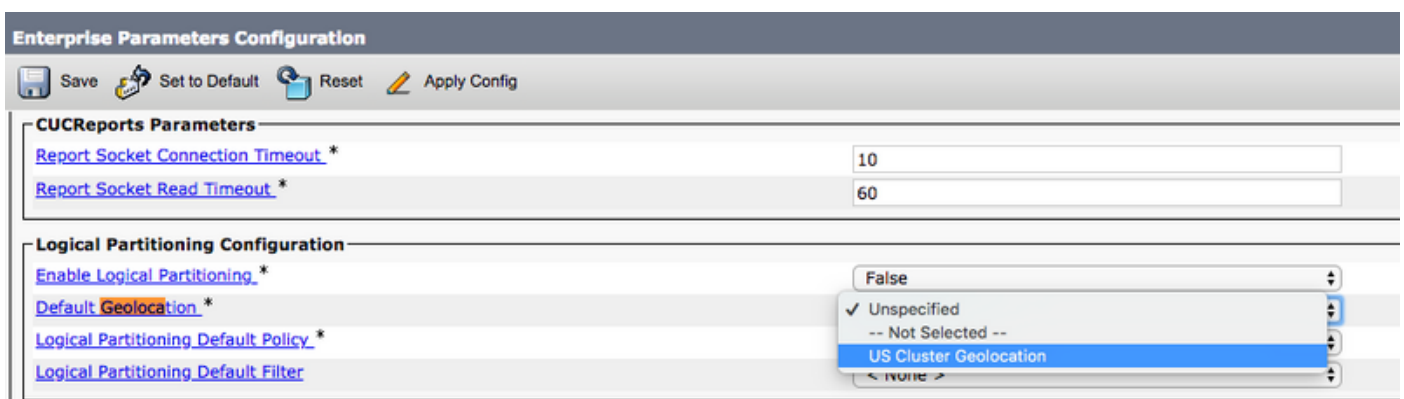 Enterprise Parameters Configuration
Save Set to Default Reset Apply Config
CUCReports Parameters
Report Socket Connection Timeout * 10
Report Socket Read Timeout * 60
Logical Partitioning Configuration
Enable Logical Partitioning * False
Default Geolocation * ✓ Unspecified
-- Not Selected --
Logical Partitioning Default Policy *
US Cluster Geolocation
Logical Partitioning Default Filter < None >